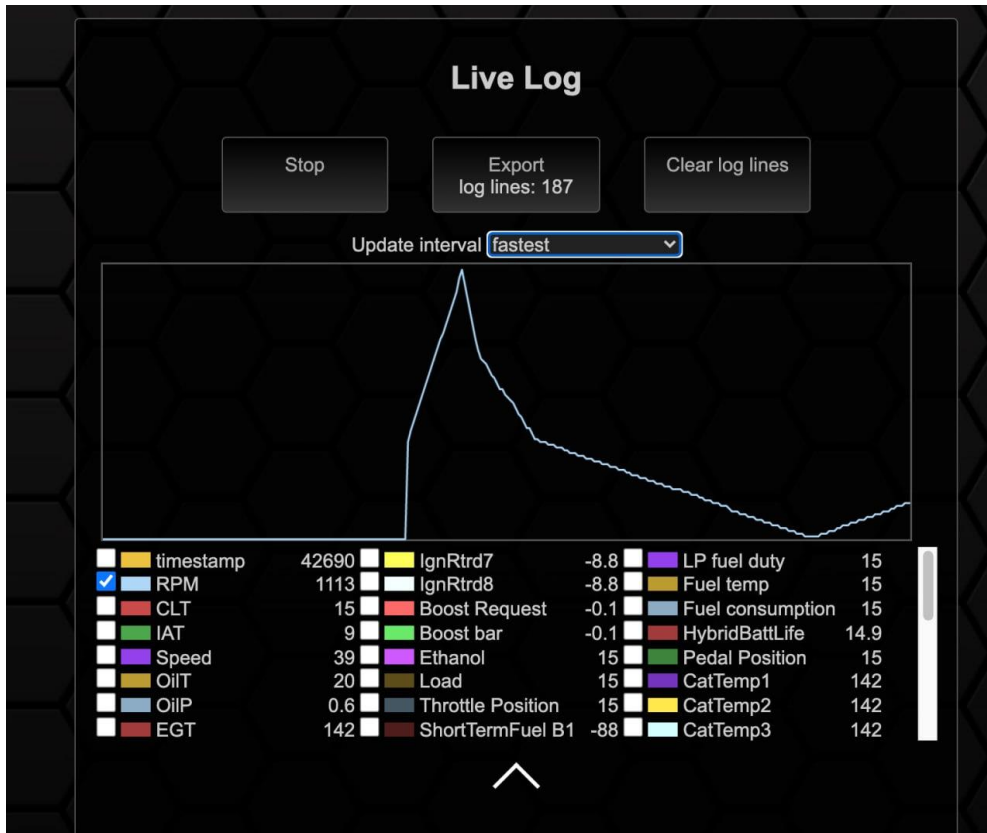 Live Log
Stop
Export
log lines: 187
Clear log lines
Update interval fastest
timestamp 42690 IgnRtrd7 -8.8 LP fuel duty 15
RPM 1113 IgnRtrd8 -8.8 Fuel temp 15
CLT 15 Boost Request -0.1 Fuel consumption 15
IAT 9 Boost bar -0.1 HybridBattLife 14.9
Speed 39 Ethanol 15 Pedal Position 15
OilT 20 Load 15 CatTemp1 142
OilP 0.6 Throttle Position 15 CatTemp2 142
EGT 142 ShortTermFuel B1 -88 CatTemp3 142